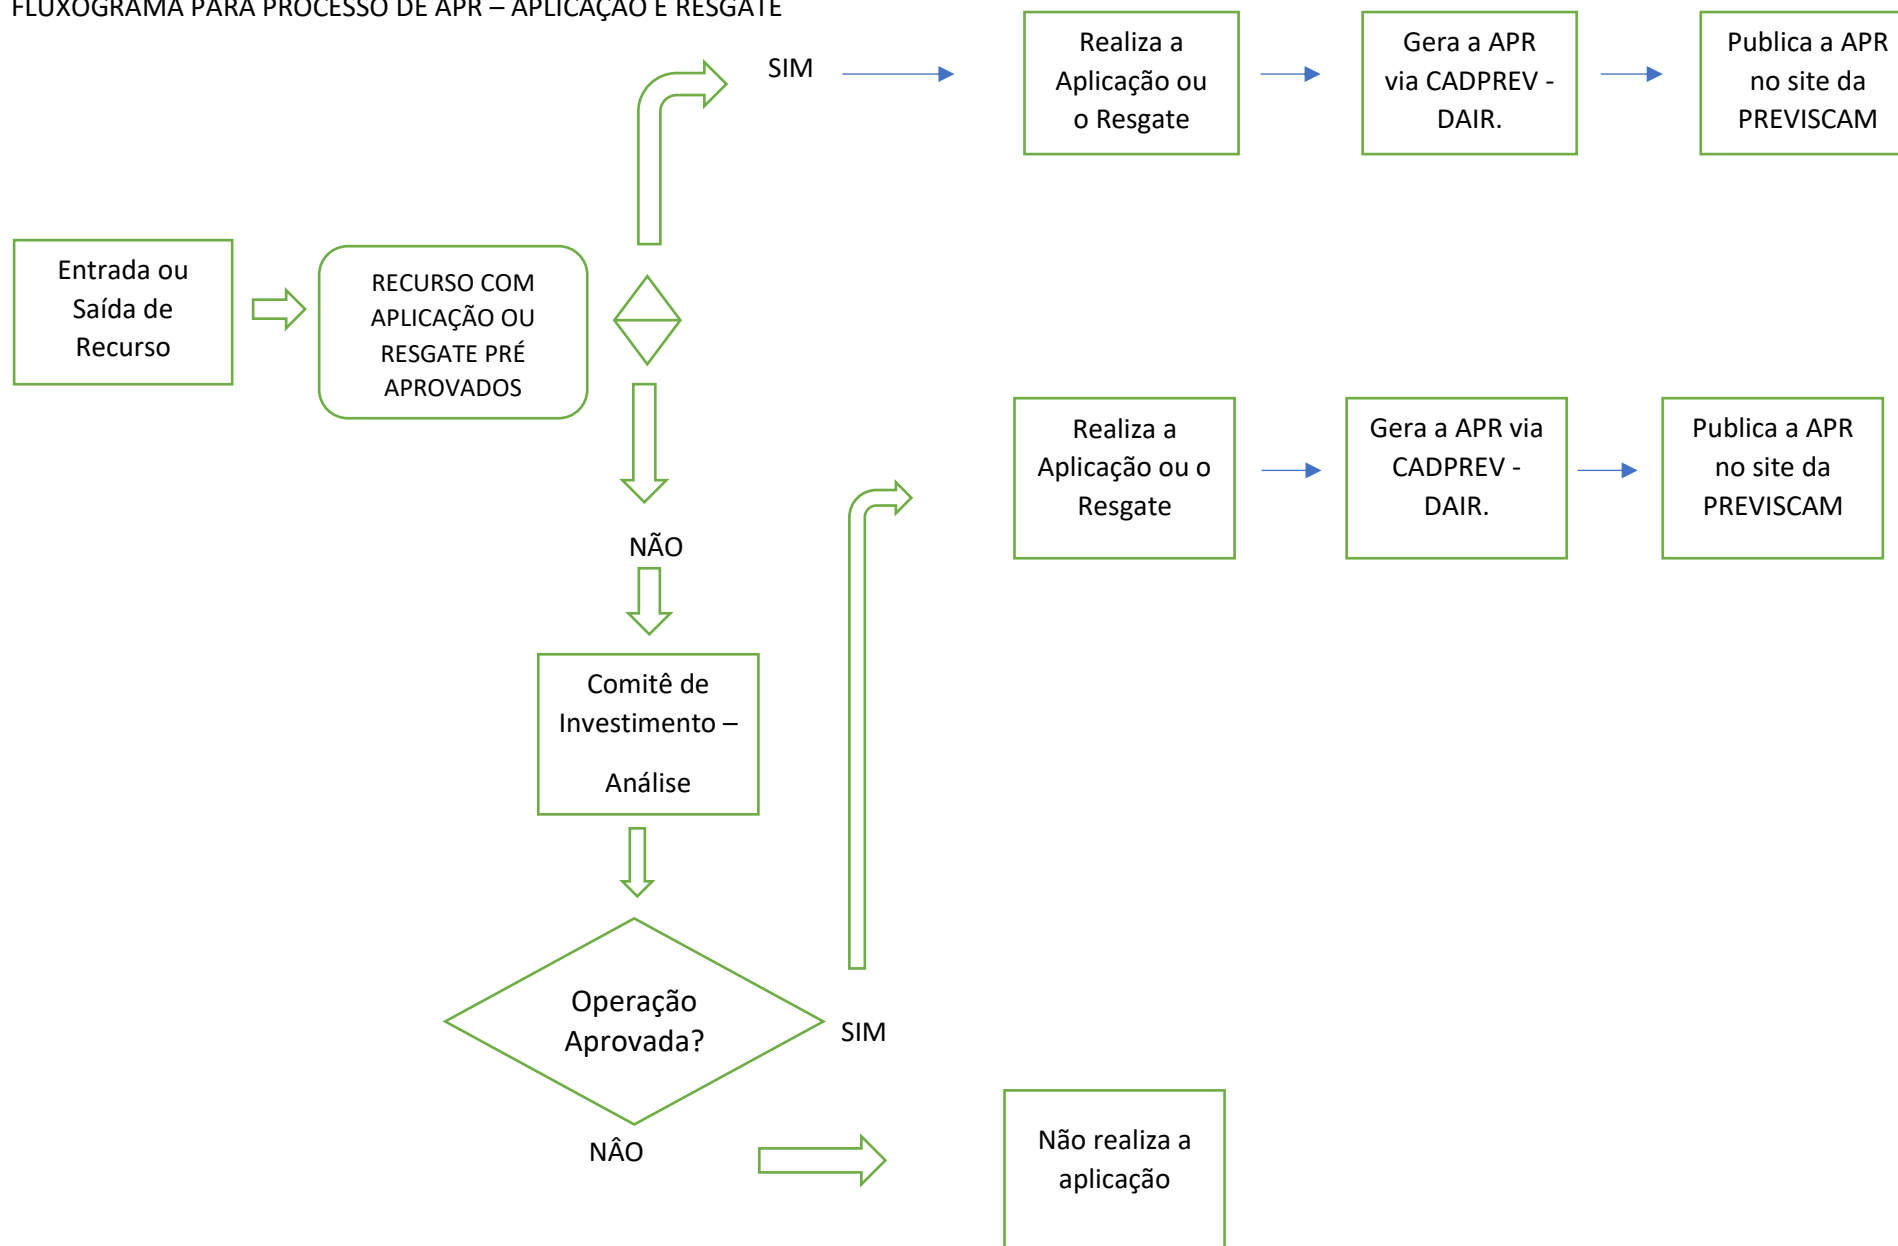 FLUXOGRAMA PARA PROCESSO DE APR – APLICAÇÃO E RESGATE
SIM
Realiza a
Aplicação ou
o Resgate
Gera a APR
via CADPREV -
DAIR.
Publica a APR
no site da
PREVISCAM
Entrada ou
Saída de
Recurso
RECURSO COM
APLICAÇÃO OU
RESGATE PRÉ
APROVADOS
NÃO
Realiza a
Aplicação ou o
Resgate
Gera a APR via
CADPREV -
DAIR.
Publica a APR
no site da
PREVISCAM
Comitê de
Investimento –
Análise
Operação
Aprovada?
SIM
NÂO
Não realiza a
aplicação